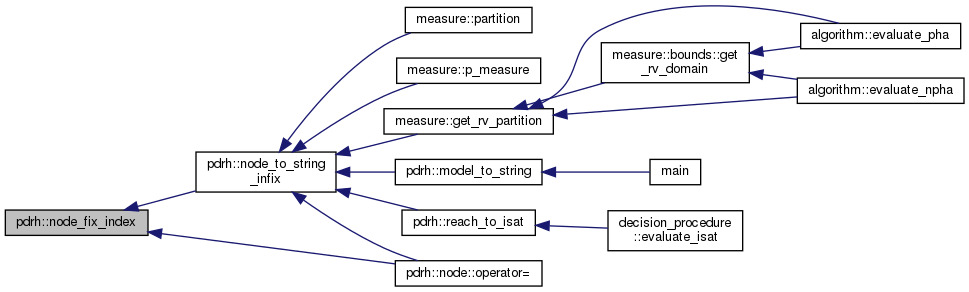 measure::partition
algorithm::evaluate_pha
measure::bounds::get
_rv_domain
measure::p_measure
algorithm::evaluate_npha
measure::get_rv_partition
pdrh::node_to_string
_infix
pdrh::model_to_string
main
pdrh::node_fix_index
pdrh::reach_to_isat
decision_procedure
::evaluate_isat
pdrh::node::operator=